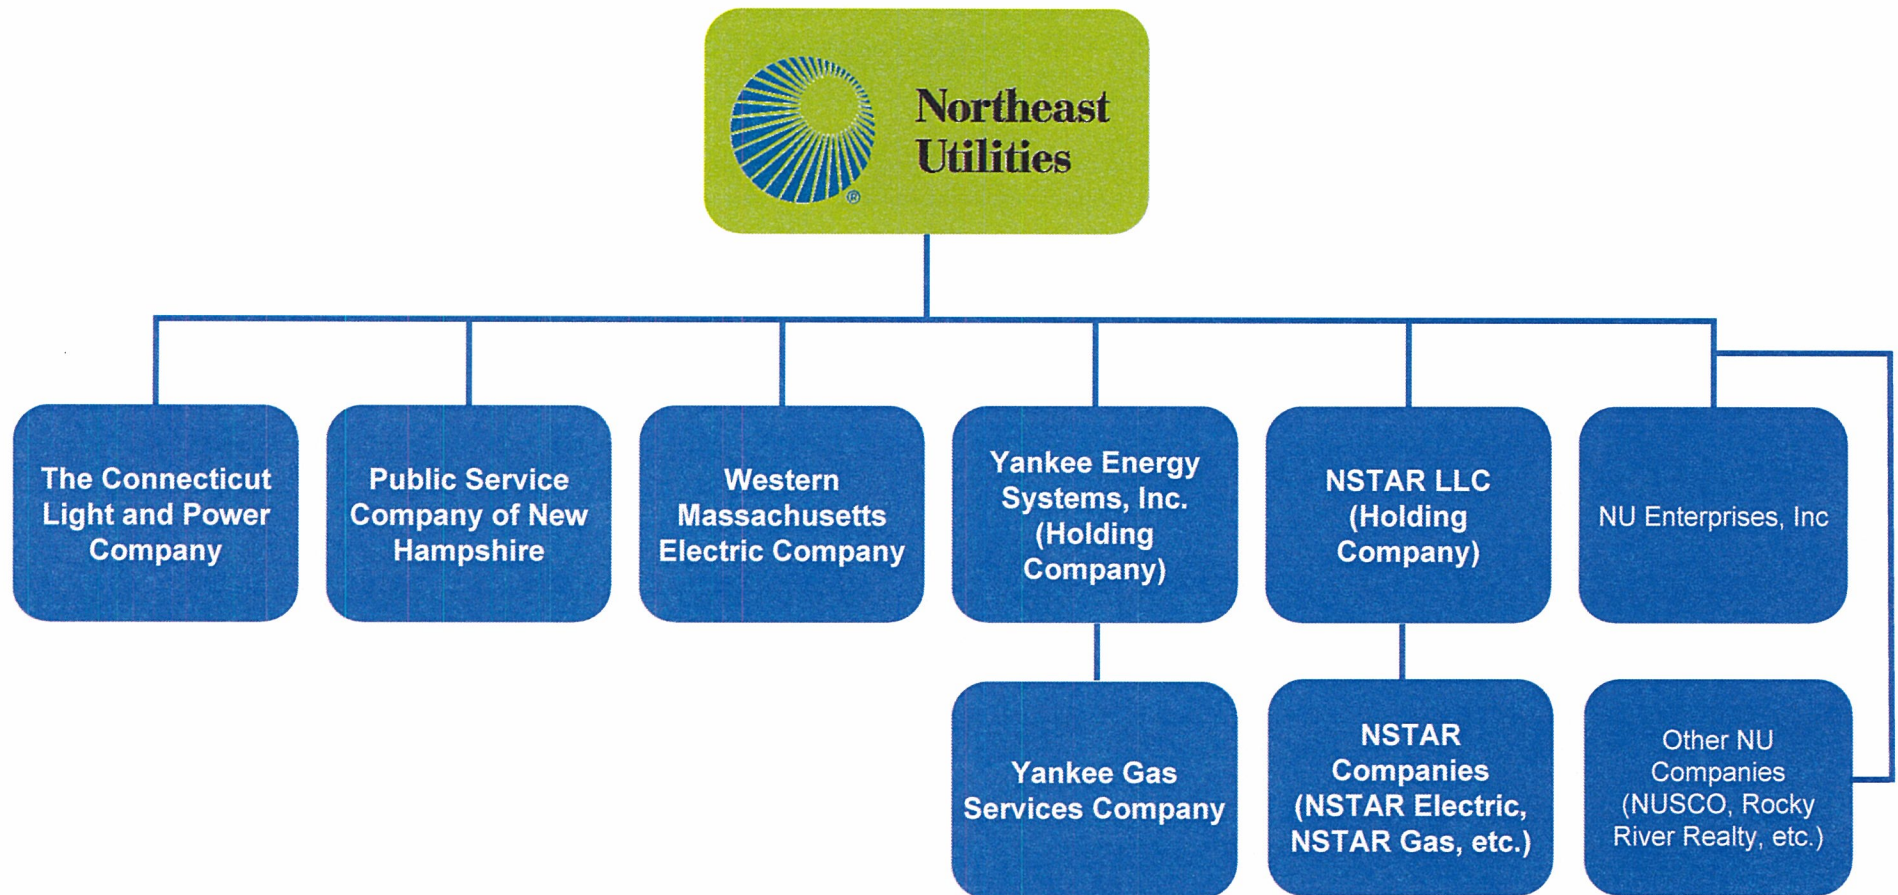 Northeast
Utilities
®
The Connecticut
Light and Power
Company
Public Service
Company of New
Hampshire
Western
Massachusetts
Electric Company
Yankee Energy
Systems, Inc.
(Holding
Company)
NSTAR LLC
(Holding
Company)
NU Enterprises, Inc
Yankee Gas
Services Company
NSTAR
Companies
(NSTAR Electric,
NSTAR Gas, etc.)
Other NU
Companies
(NUSCO, Rocky
River Realty, etc.)